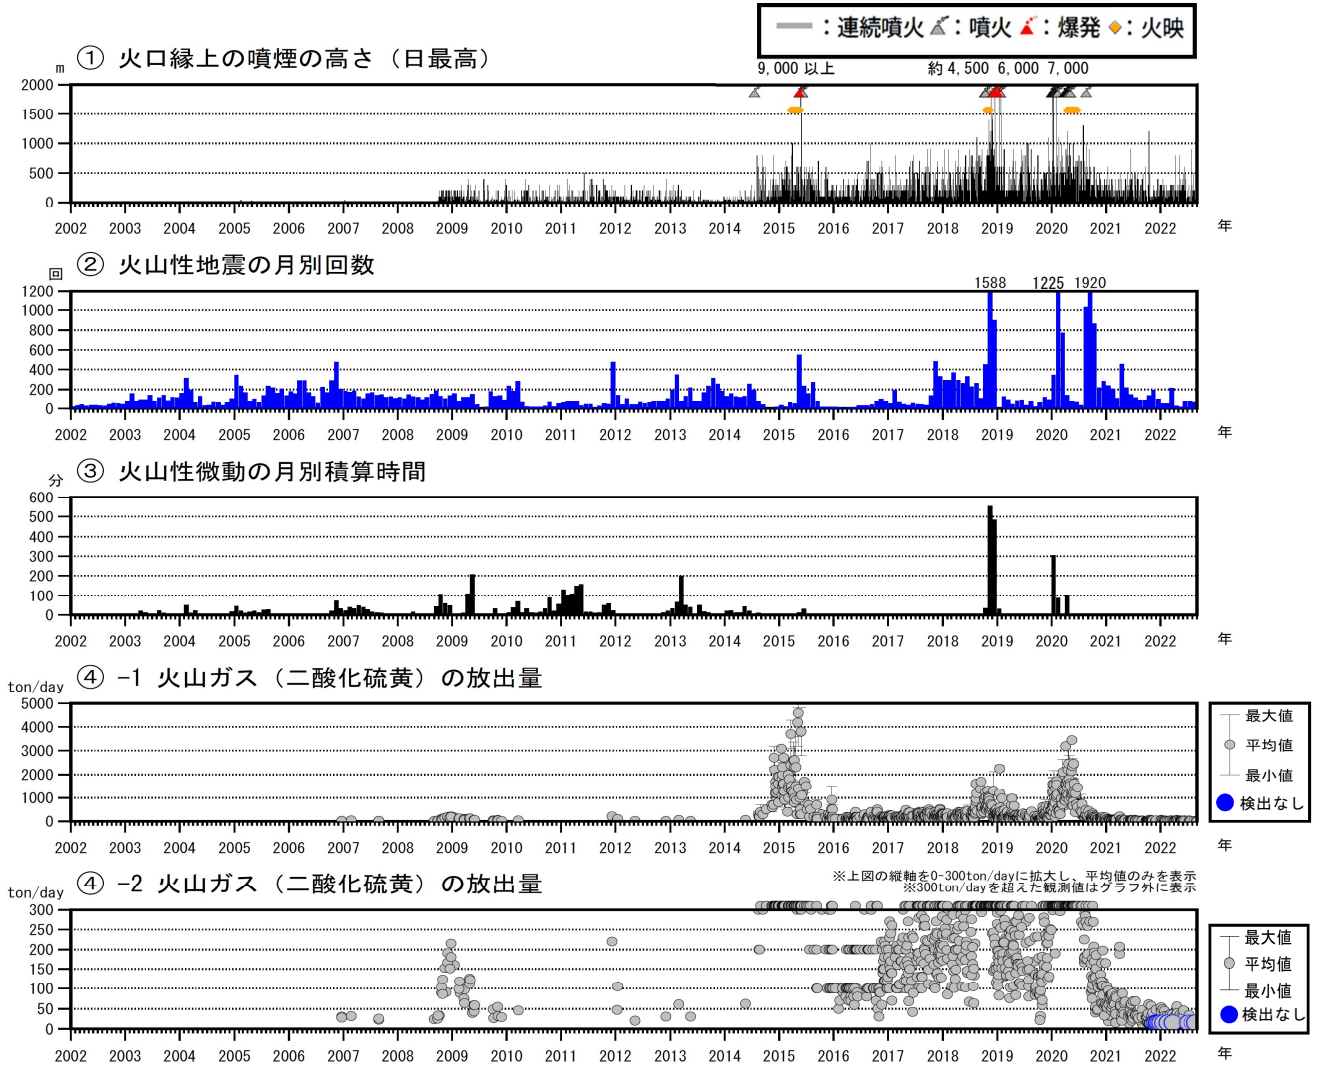 ：連続噴火 ：噴火 ：爆発 ：火映
① 火口縁上の噴煙の高さ（日最高）
9,000 以上 約 4,500 6,000 7,000
m
2000
1500
1000
500
0
2002 2003 2004 2005 2006 2007 2008 2009 2010 2011 2012 2013 2014 2015 2016 2017 2018 2019 2020 2021 2022 年
② 火山性地震の月別回数
回
1588 1225 1920
1200
1000
800
600
400
200
0
2002 2003 2004 2005 2006 2007 2008 2009 2010 2011 2012 2013 2014 2015 2016 2017 2018 2019 2020 2021 2022 年
③ 火山性微動の月別積算時間
分
600
500
400
300
200
100
0
2002 2003 2004 2005 2006 2007 2008 2009 2010 2011 2012 2013 2014 2015 2016 2017 2018 2019 2020 2021 2022 年
④ -1 火山ガス（二酸化硫黄）の放出量
ton/day
5000
4000
3000
2000
1000
0
最大値
平均値
最小値
検出なし
2002 2003 2004 2005 2006 2007 2008 2009 2010 2011 2012 2013 2014 2015 2016 2017 2018 2019 2020 2021 2022 年
④ -2 火山ガス（二酸化硫黄）の放出量
※上図の縦軸を0-300ton/dayに拡大し、平均値のみを表示
※300ton/dayを超えた観測値はグラフ外に表示
ton/day
300
250
200
150
100
50
0
最大値
平均値
最小値
検出なし
2002 2003 2004 2005 2006 2007 2008 2009 2010 2011 2012 2013 2014 2015 2016 2017 2018 2019 2020 2021 2022 年